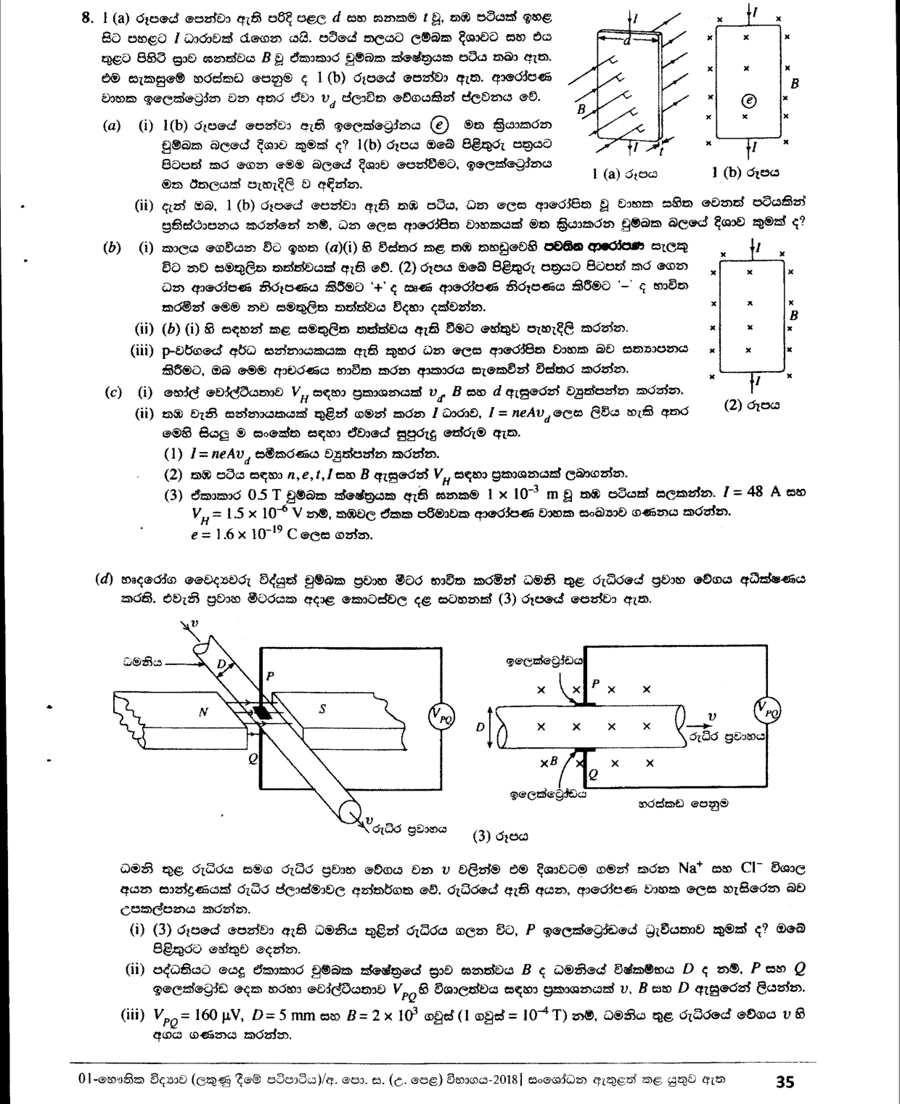 8. 1 (a) රූපයේ පෙන්වා ඇති පරිදි පළල d සහ ඝනකම t වූ, තඹ පටියක් ඉහළ
සිට පහළට I ධාරාවක් රැගෙන යයි. පටියේ තලයට ලම්බක දිශාවට සහ එය
තුළට පිහිටි ස්‍රාව ඝනත්වය B වූ ඒකාකාර චුම්බක ක්ෂේත්‍රයක පටිය තබා ඇත.
එම සැකසුමේ හරස්කඩ පෙනුම ද 1 (b) රූපයේ පෙන්වා ඇත. ආරෝපණ
වාහක ඉලෙක්ට්‍රෝන වන අතර ඒවා v_d ප්ලාවිත වේගයකින් ප්ලවනය වේ.
I
d
B
I
t
1 (a) රූපය
I
B
e
I
1 (b) රූපය
(a) (i) 1(b) රූපයේ පෙන්වා ඇති ඉලෙක්ට්‍රෝනය ⓔ මත ක්‍රියාකරන
චුම්බක බලයේ දිශාව කුමක් ද? 1(b) රූපය ඔබේ පිළිතුරු පත්‍රයට
පිටපත් කර ගෙන මෙම බලයේ දිශාව පෙන්වීමට, ඉලෙක්ට්‍රෝනය
මත ඊතලයක් පැහැදිලි ව අඳින්න.
(ii) දැන් ඔබ, 1 (b) රූපයේ පෙන්වා ඇති තඹ පටිය, ධන ලෙස ආරෝපිත වූ වාහක සහිත වෙනත් පටියකින්
ප්‍රතිස්ථාපනය කරන්නේ නම්, ධන ලෙස ආරෝපිත වාහකයක් මත ක්‍රියාකරන චුම්බක බලයේ දිශාව කුමක් ද?
(b) (i) කාලය ගෙවියන විට ඉහත (a)(i) හි විස්තර කළ තඹ තහඩුවෙහි පවතින ආරෝපණ සැලකූ
විට නව සමතුලිත තත්ත්වයක් ඇති වේ. (2) රූපය ඔබේ පිළිතුරු පත්‍රයට පිටපත් කර ගෙන
ධන ආරෝපණ නිරූපණය කිරීමට '+' ද ඍණ ආරෝපණ නිරූපණය කිරීමට '−' ද භාවිත
කරමින් මෙම නව සමතුලිත තත්ත්වය විදහා දක්වන්න.
(ii) (b) (i) හි සඳහන් කළ සමතුලිත තත්ත්වය ඇති වීමට හේතුව පැහැදිලි කරන්න.
(iii) p-වර්ගයේ අර්ධ සන්නායකයක ඇති කුහර ධන ලෙස ආරෝපිත වාහක බව සත්‍යාපනය
කිරීමට, ඔබ මෙම ආචරණය භාවිත කරන ආකාරය සැකෙවින් විස්තර කරන්න.
I
B
I
(2) රූපය
(c) (i) හෝල් වෝල්ටීයතාව V_H සඳහා ප්‍රකාශනයක් v_d, B සහ d ඇසුරෙන් ව්‍යුත්පන්න කරන්න.
(ii) තඹ වැනි සන්නායකයක් තුළින් ගමන් කරන I ධාරාව, I = neAv_d ලෙස ලිවිය හැකි අතර
මෙහි සියලු ම සංකේත සඳහා ඒවායේ සුපුරුදු තේරුම ඇත.
(1) I = neAv_d සමීකරණය ව්‍යුත්පන්න කරන්න.
(2) තඹ පටිය සඳහා n, e, t, I සහ B ඇසුරෙන් V_H සඳහා ප්‍රකාශනයක් ලබාගන්න.
(3) ඒකාකාර 0.5 T චුම්බක ක්ෂේත්‍රයක ඇති ඝනකම 1 × 10⁻³ m වූ තඹ පටියක් සලකන්න. I = 48 A සහ
V_H = 1.5 × 10⁻⁶ V නම්, තඹවල ඒකක පරිමාවක ආරෝපණ වාහක සංඛ්‍යාව ගණනය කරන්න.
e = 1.6 × 10⁻¹⁹ C ලෙස ගන්න.
(d) හෘදරෝග වෛද්‍යවරු විද්යුත් චුම්බක ප්‍රවාහ මීටර භාවිත කරමින් ධමනි තුළ රුධිරයේ ප්‍රවාහ වේගය අධීක්ෂණය
කරති. එවැනි ප්‍රවාහ මීටරයක අදාළ කොටස්වල දළ සටහනක් (3) රූපයේ පෙන්වා ඇත.
v
ධමනිය
D
P
N
S
V_PQ
Q
v
රුධිර ප්‍රවාහය
ඉලෙක්ට්‍රෝඩය
P
D
v
රුධිර ප්‍රවාහය
V_PQ
B
Q
ඉලෙක්ට්‍රෝඩය
හරස්කඩ පෙනුම
(3) රූපය
ධමනි තුළ රුධිරය සමග රුධිර ප්‍රවාහ වේගය වන v වලින්ම එම දිශාවටම ගමන් කරන Na⁺ සහ Cl⁻ විශාල
අයන සාන්ද්‍රණයක් රුධිර ප්ලාස්මාවල අන්තර්ගත වේ. රුධිරයේ ඇති අයන, ආරෝපණ වාහක ලෙස හැසිරෙන බව
උපකල්පනය කරන්න.
(i) (3) රූපයේ පෙන්වා ඇති ධමනිය තුළින් රුධිරය ගලන විට, P ඉලෙක්ට්‍රෝඩයේ ධ්‍රැවීයතාව කුමක් ද? ඔබේ
පිළිතුරට හේතුව දෙන්න.
(ii) පද්ධතියට යෙදූ ඒකාකාර චුම්බක ක්ෂේත්‍රයේ ස්‍රාව ඝනත්වය B ද ධමනියේ විෂ්කම්භය D ද නම්, P සහ Q
ඉලෙක්ට්‍රෝඩ දෙක හරහා වෝල්ටීයතාව V_PQ හි විශාලත්වය සඳහා ප්‍රකාශනයක් v, B සහ D ඇසුරෙන් ලියන්න.
(iii) V_PQ = 160 μV, D = 5 mm සහ B = 2 × 10³ ගවුස් (1 ගවුස් = 10⁻⁴ T) නම්, ධමනිය තුළ රුධිරයේ වේගය v හි
අගය ගණනය කරන්න.
01-භෞතික විද්‍යාව (ලකුණු දීමේ පටිපාටිය)/අ. පො. ස. (උ. පෙළ) විභාගය-2018| සංශෝධන ඇතුළත් කළ යුතුව ඇත
35